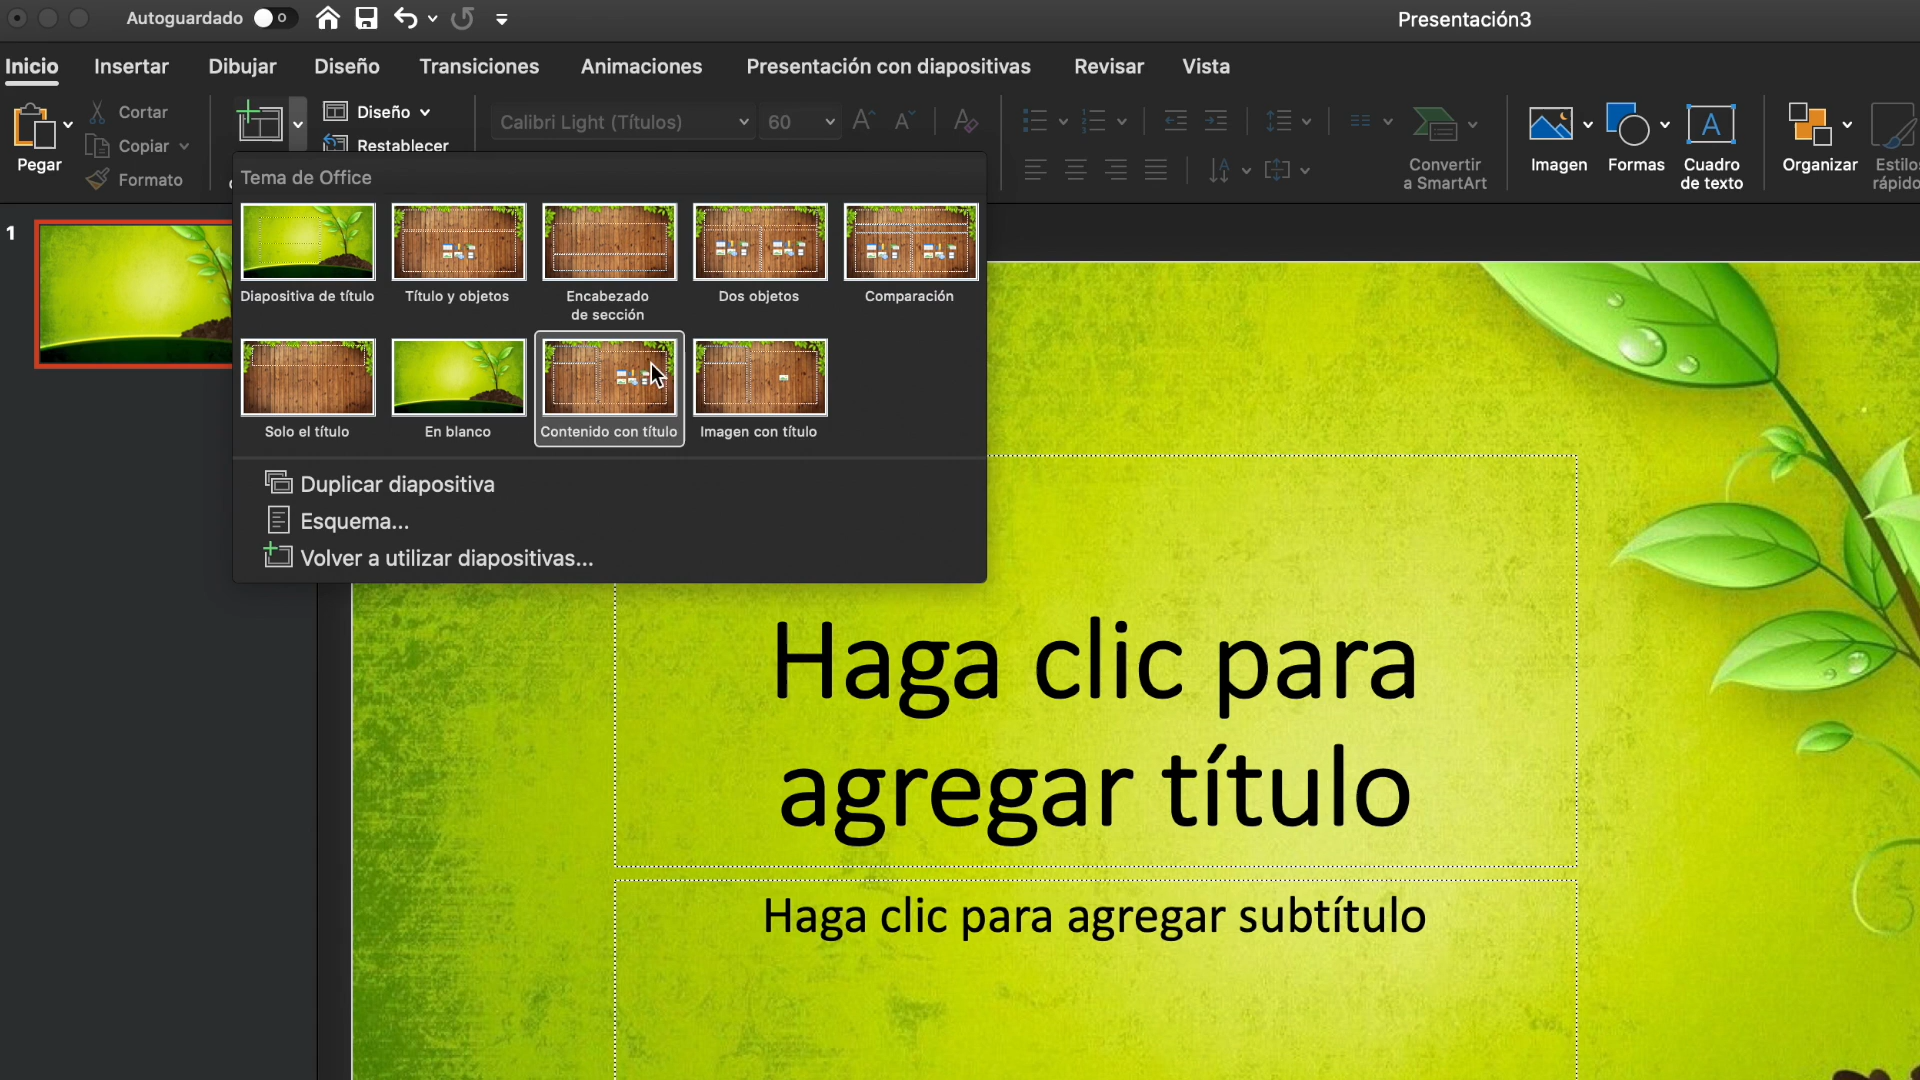 Autoguardado
Presentación3
Inicio Insertar Dibujar Diseño Transiciones Animaciones Presentación con diapositivas Revisar Vista
Pegar
Cortar
Copiar
Formato
Diseño
Restablecer
Calibri Light (Títulos) 60
Convertir
a SmartArt
Imagen
Formas
Cuadro
de texto
Organizar
Estilos
rápido
1
Tema de Office
Diapositiva de título
Título y objetos
Encabezado
de sección
Dos objetos
Comparación
Solo el título
En blanco
Contenido con título
Imagen con título
Duplicar diapositiva
Esquema...
Volver a utilizar diapositivas...
Haga clic para
agregar título
Haga clic para agregar subtítulo